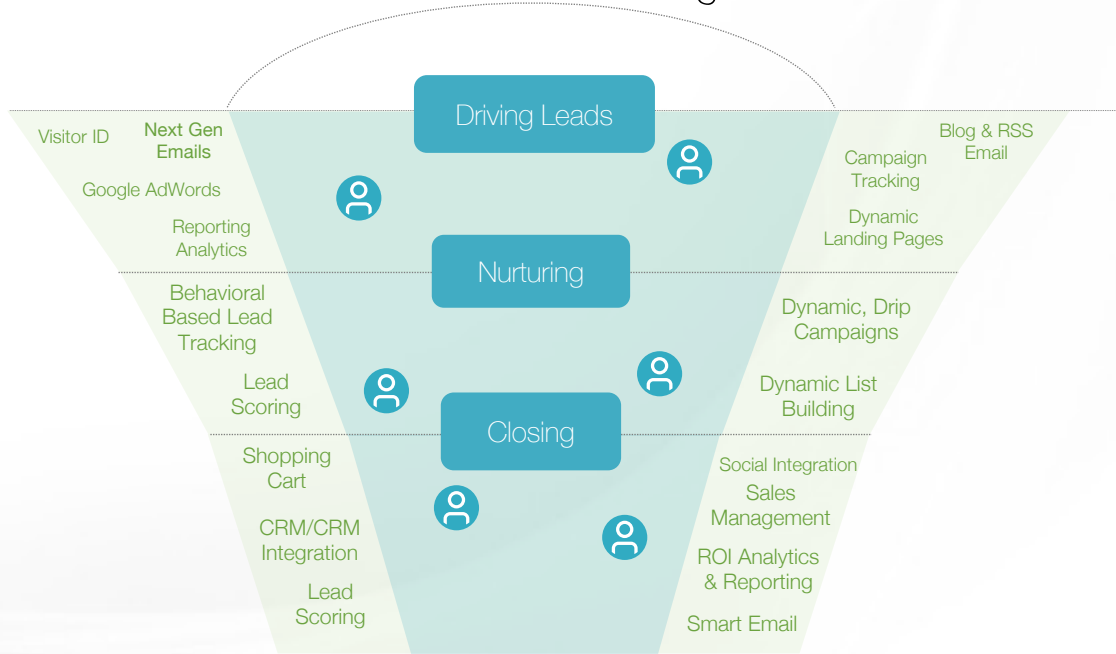 Driving Leads
Visitor ID
Next Gen
Emails
Google AdWords
Reporting
Analytics
Blog & RSS
Email
Campaign
Tracking
Dynamic
Landing Pages
Nurturing
Behavioral
Based Lead
Tracking
Lead
Scoring
Dynamic, Drip
Campaigns
Dynamic List
Building
Closing
Shopping
Cart
CRM/CRM
Integration
Lead
Scoring
Social Integration
Sales
Management
ROI Analytics
& Reporting
Smart Email